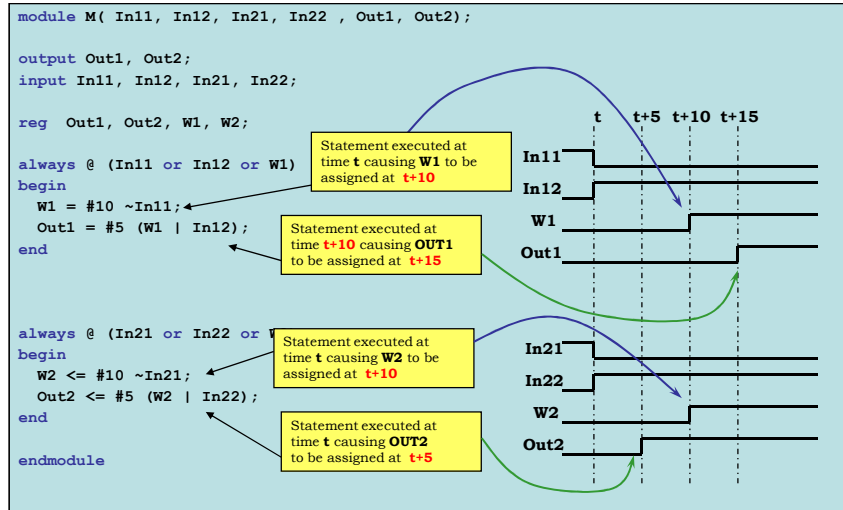 module M( In11, In12, In21, In22 , Out1, Out2);
output Out1, Out2;
input In11, In12, In21, In22;
reg Out1, Out2, W1, W2;
always @ (In11 or In12 or W1)
begin
W1 = #10 ~In11;
Out1 = #5 (W1 | In12);
end
Statement executed at
time t causing W1 to be
assigned at t+10
Statement executed at
time t+10 causing OUT1
to be assigned at t+15
t t+5 t+10 t+15
In11
In12
W1
Out1
always @ (In21 or In22 or
begin
W2 <= #10 ~In21;
Out2 <= #5 (W2 | In22);
end
endmodule
Statement executed at
time t causing W2 to be
assigned at t+10
Statement executed at
time t causing OUT2
to be assigned at t+5
In21
In22
W2
Out2